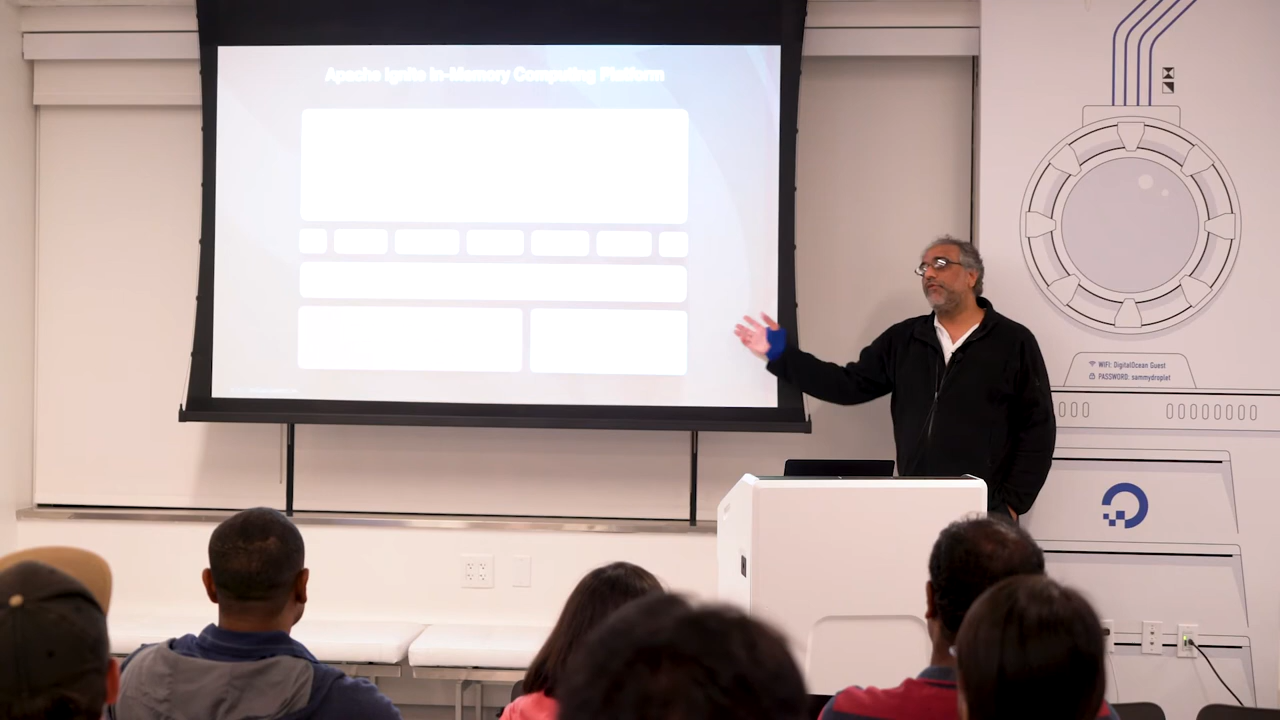 Apache Ignite In-Memory Computing Platform
WIFI: DigitalOcean Guest
PASSWORD: sammydroplet